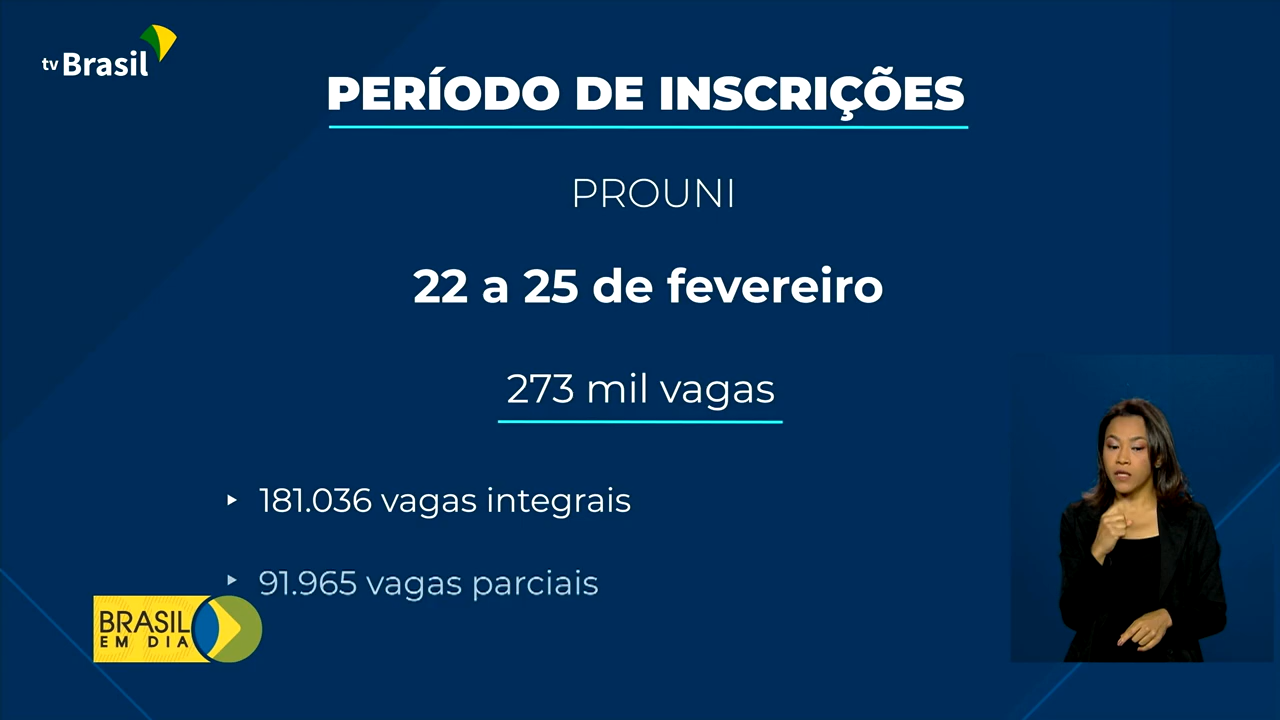 tv Brasil
PERÍODO DE INSCRIÇÕES
PROUNI
22 a 25 de fevereiro
273 mil vagas
181.036 vagas integrais
91.965 vagas parciais
BRASIL
EM DIA